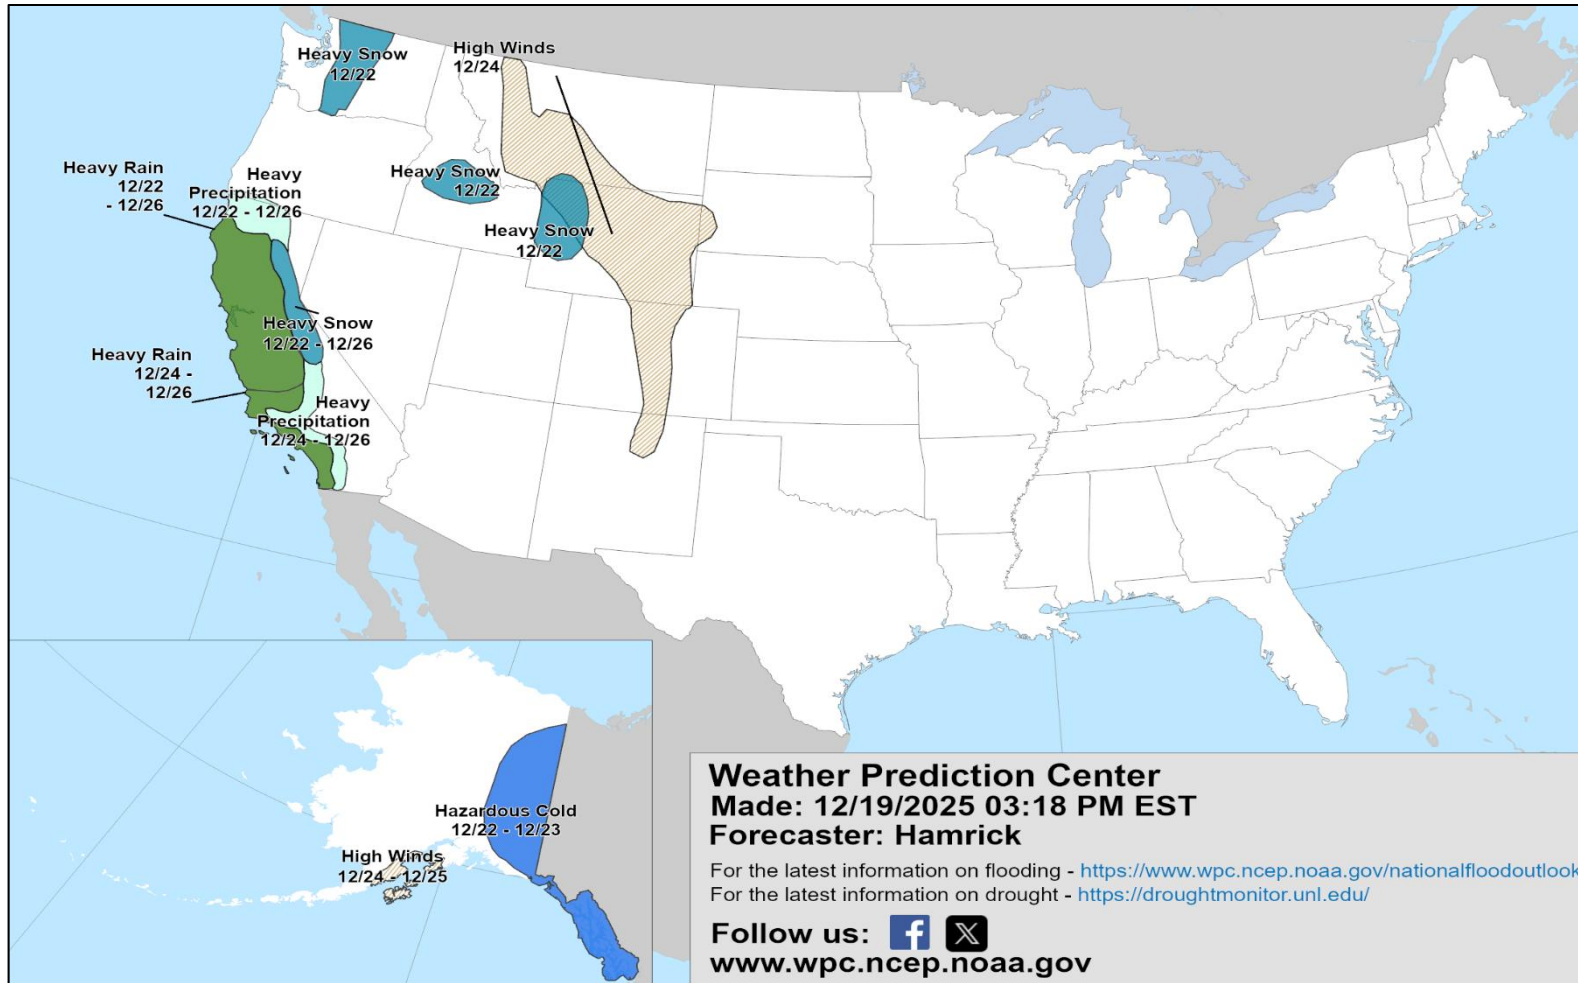 Heavy Snow
12/22
High Winds
12/24
Heavy Rain
12/22
- 12/26
Heavy
Precipitation
12/22 - 12/26
Heavy Snow
12/22
Heavy Snow
12/22
Heavy Snow
12/22 - 12/26
Heavy Rain
12/24 -
12/26
Heavy
Precipitation
12/24 - 12/26
Hazardous Cold
12/22 - 12/23
High Winds
12/24 - 12/25
Weather Prediction Center
Made: 12/19/2025 03:18 PM EST
Forecaster: Hamrick
For the latest information on flooding - https://www.wpc.ncep.noaa.gov/nationalfloodoutlook
For the latest information on drought - https://droughtmonitor.unl.edu/
Follow us:
www.wpc.ncep.noaa.gov